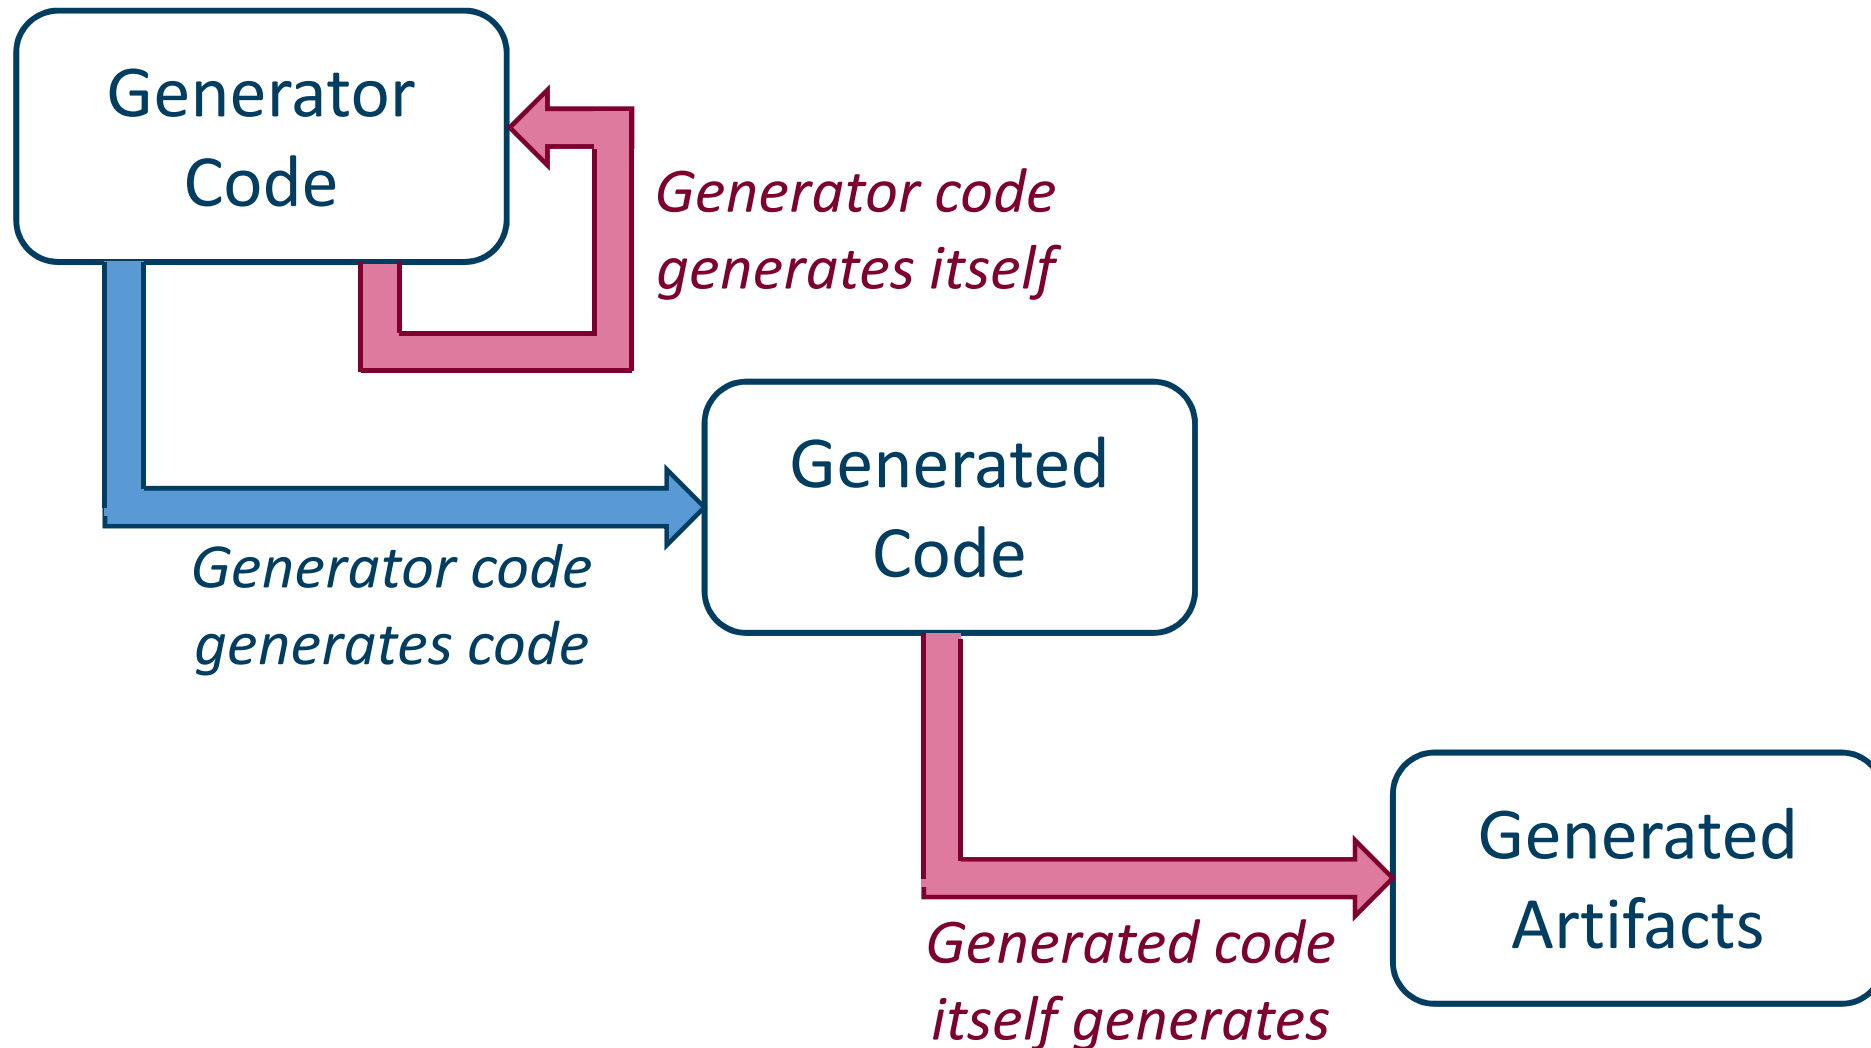 Generator
Code
Generator code
generates itself
Generated
Code
Generator code
generates code
Generated
Artifacts
Generated code
itself generates